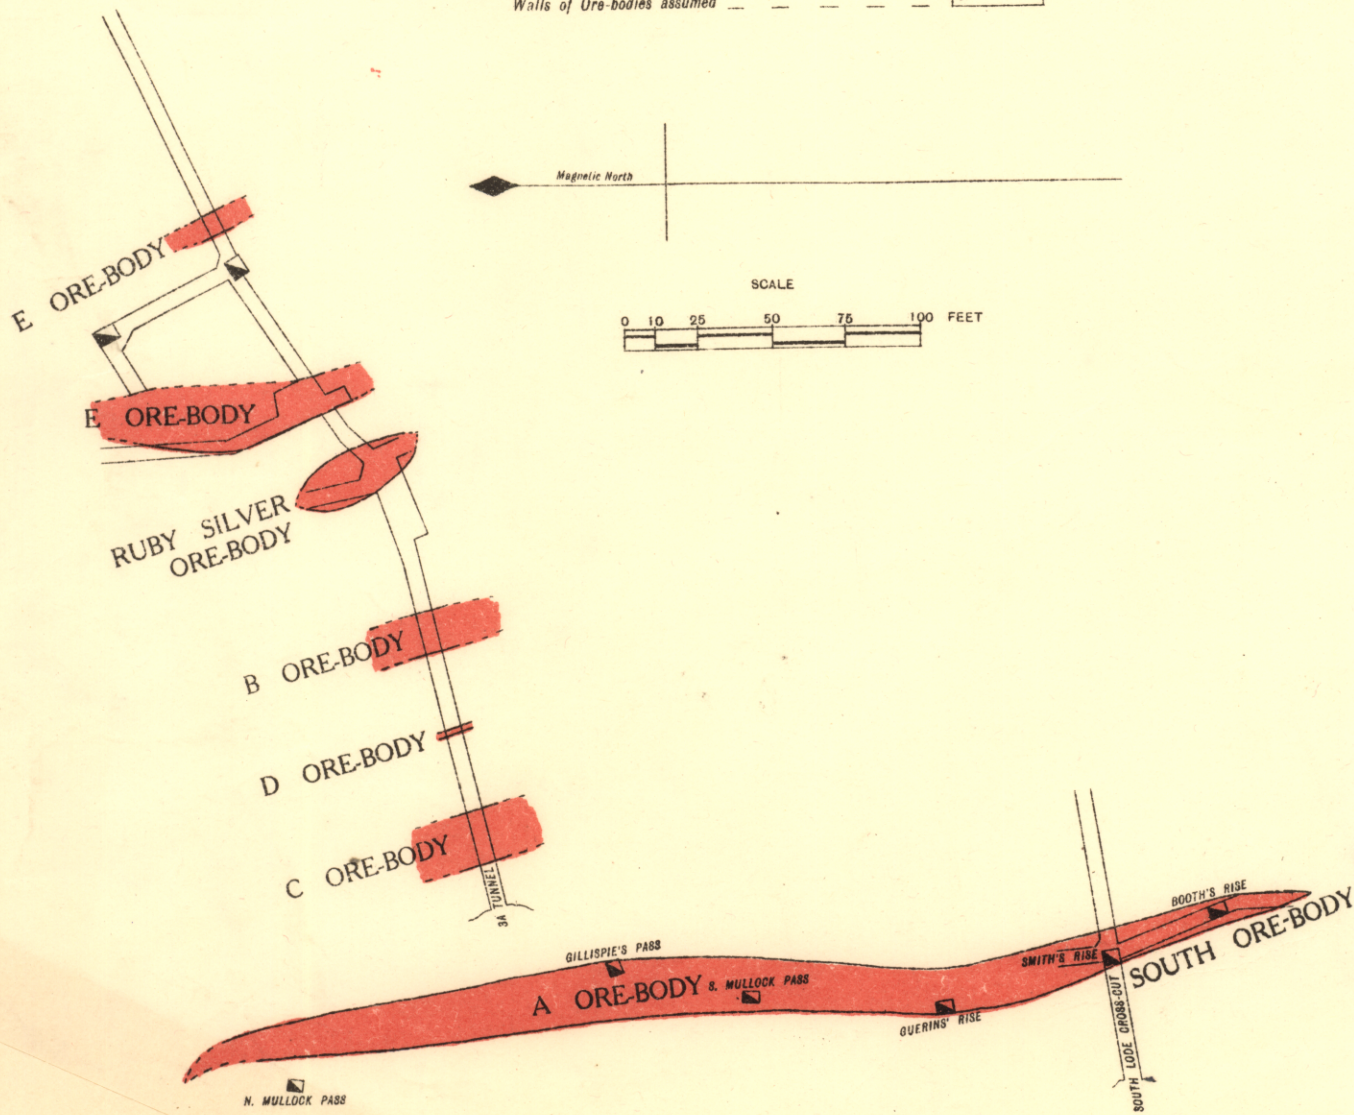 Walls of Ore-bodies assumed
Magnetic North
SCALE
0 10 25 50 75 100 FEET
E ORE-BODY
E ORE-BODY
RUBY SILVER
ORE-BODY
B ORE-BODY
D ORE-BODY
C ORE-BODY
3A TUNNEL
GILLISPIE'S PASS
A ORE-BODY
S. MULLOCK PASS
GUERINS' RISE
SMITH'S RISE
BOOTH'S RISE
SOUTH ORE-BODY
SOUTH LODE CROSS-CUT
N. MULLOCK PASS